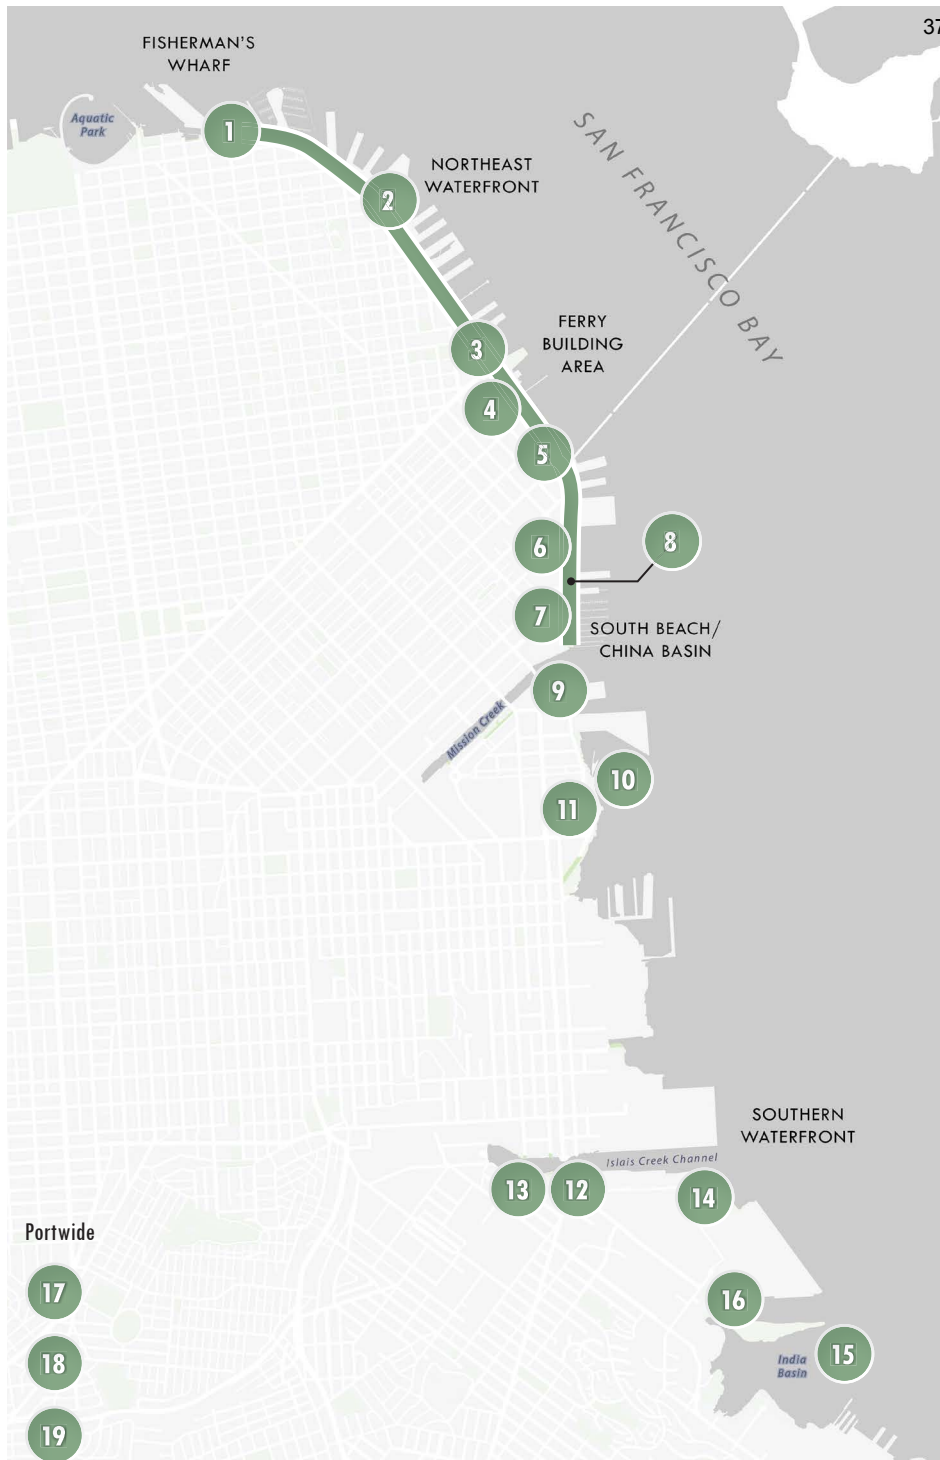 37
FISHERMAN'S
WHARF
Aquatic
Park
1
NORTHEAST
WATERFRONT
2
SAN FRANCISCO BAY
FERRY
BUILDING
AREA
3
4
5
6
8
7
SOUTH BEACH/
CHINA BASIN
9
Mission Creek
10
11
SOUTHERN
WATERFRONT
Islais Creek Channel
13
12
14
Portwide
17
16
18
India
Basin
15
19